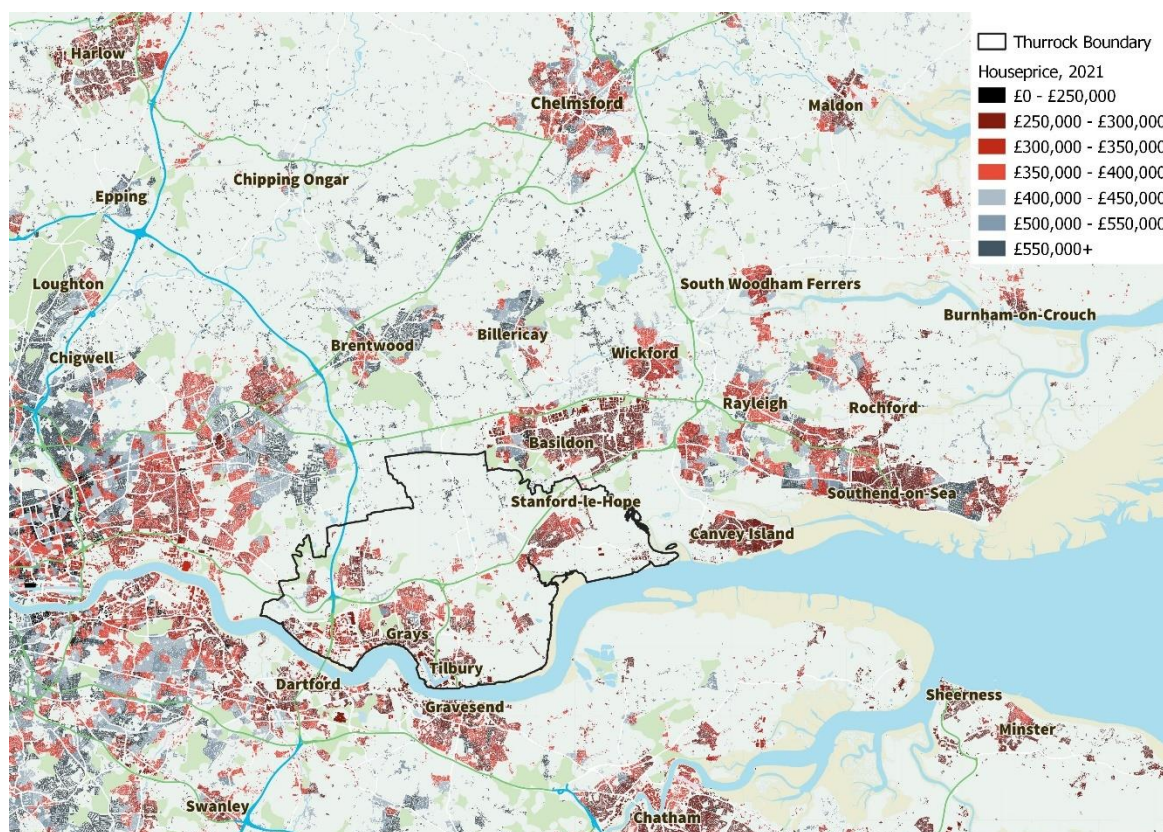 Thurrock Boundary
Houseprice, 2021
£0 - £250,000
£250,000 - £300,000
£300,000 - £350,000
£350,000 - £400,000
£400,000 - £450,000
£500,000 - £550,000
£550,000+
Harlow
Chelmsford
Maldon
Chipping Ongar
Epping
Loughton
South Woodham Ferrers
Burnham-on-Crouch
Chigwell
Brentwood
Billericay
Wickford
Rayleigh
Rochford
Basildon
Southend-on-Sea
Stanford-le-Hope
Canvey Island
Grays
Tilbury
Dartford
Gravesend
Sheerness
Minster
Swanley
Chatham